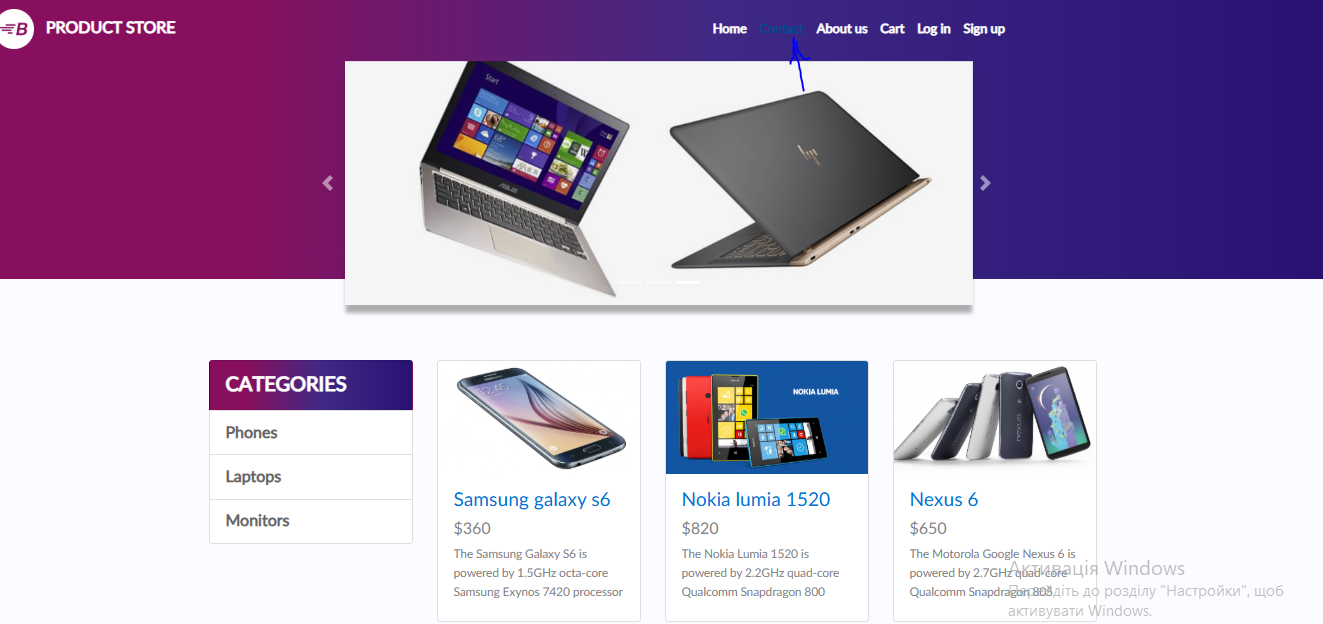 B PRODUCT STORE
Home Contact About us Cart Log in Sign up
Start
ASUS
hp
CATEGORIES
Phones
Laptops
Monitors
NOKIA LUMIA
nexus
Samsung galaxy s6
$360
The Samsung Galaxy S6 is
powered by 1.5GHz octa-core
Samsung Exynos 7420 processor
Nokia lumia 1520
$820
The Nokia Lumia 1520 is
powered by 2.2GHz quad-core
Qualcomm Snapdragon 800
Nexus 6
$650
The Motorola Google Nexus 6 is
powered by 2.7GHz quad-core
Qualcomm Snapdragon 805
Активація Windows
Перейдіть до розділу "Настройки", щоб
активувати Windows.